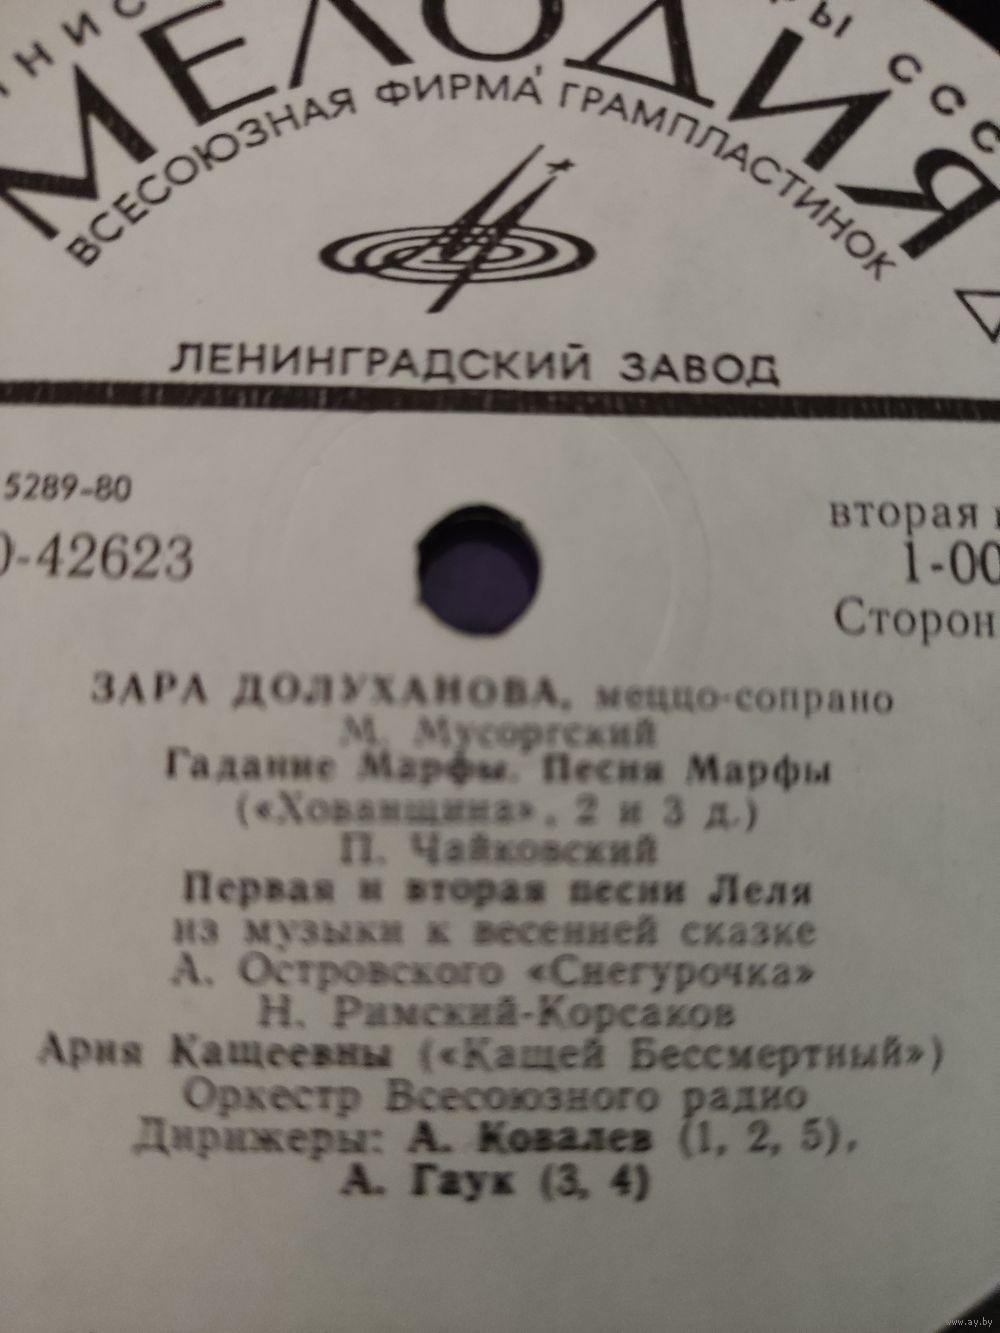 МЕЛОДИЯ
ВСЕСОЮЗНАЯ ФИРМА ГРАМПЛАСТИНОК
СССР
ЛЕНИНГРАДСКИЙ ЗАВОД
5289-80
-42623
вторая
1-00
Сторон
ЗАРА ДОЛУХАНОВА, меццо-сопрано
М. Мусоргский
Гадание Марфы. Песня Марфы
(«Хованщина», 2 и 3 д.)
П. Чайковский
Первая и вторая песни Леля
из музыки к весенней сказке
А. Островского «Снегурочка»
Н. Римский-Корсаков
Ария Кащеевны («Кащей Бессмертный»)
Оркестр Всесоюзного радио
Дирижеры: А. Ковалев (1, 2, 5),
А. Гаук (3, 4)
www.ay.by